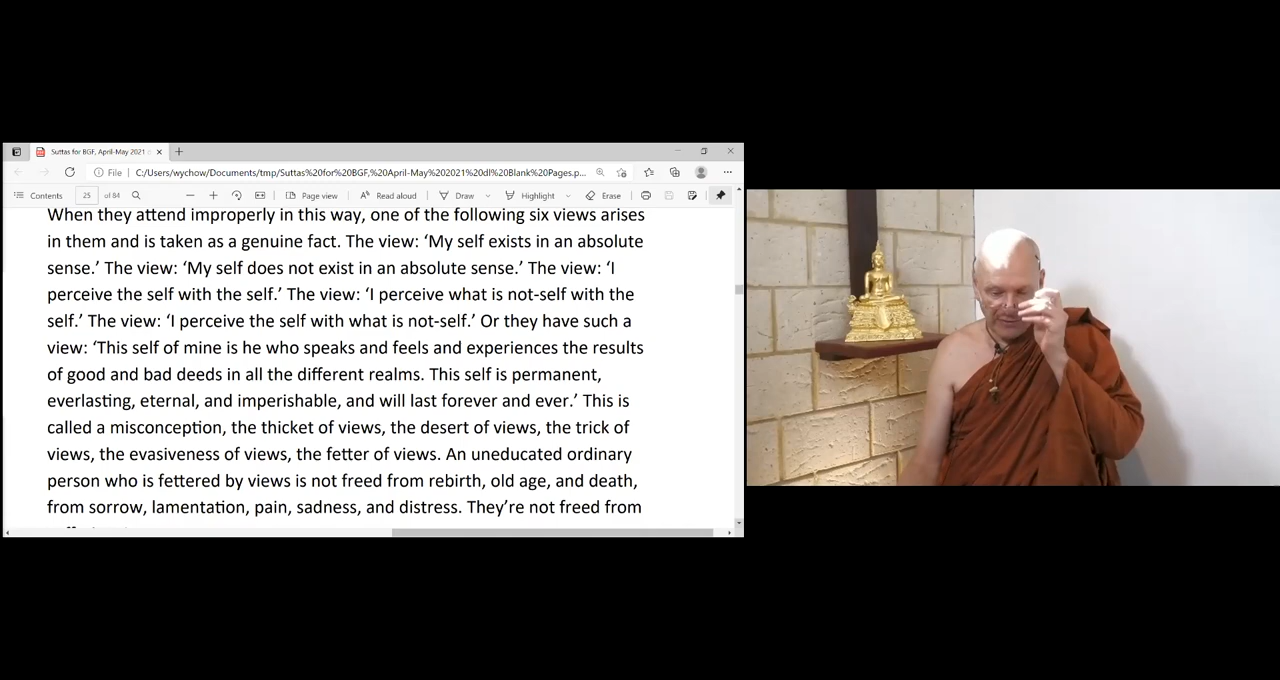 Suttas for BGF, April-May 2021
File
C:/Users/wychow/Documents/tmp/Suttas%20for%20BGF,%20April-May%202021%20dl%20Blank%20Pages.p...
Contents
25
of 84
Page view
Read aloud
Draw
Highlight
Erase
When they attend improperly in this way, one of the following six views arises
in them and is taken as a genuine fact. The view: ‘My self exists in an absolute
sense.’ The view: ‘My self does not exist in an absolute sense.’ The view: ‘I
perceive the self with the self.’ The view: ‘I perceive what is not-self with the
self.’ The view: ‘I perceive the self with what is not-self.’ Or they have such a
view: ‘This self of mine is he who speaks and feels and experiences the results
of good and bad deeds in all the different realms. This self is permanent,
everlasting, eternal, and imperishable, and will last forever and ever.’ This is
called a misconception, the thicket of views, the desert of views, the trick of
views, the evasiveness of views, the fetter of views. An uneducated ordinary
person who is fettered by views is not freed from rebirth, old age, and death,
from sorrow, lamentation, pain, sadness, and distress. They’re not freed from